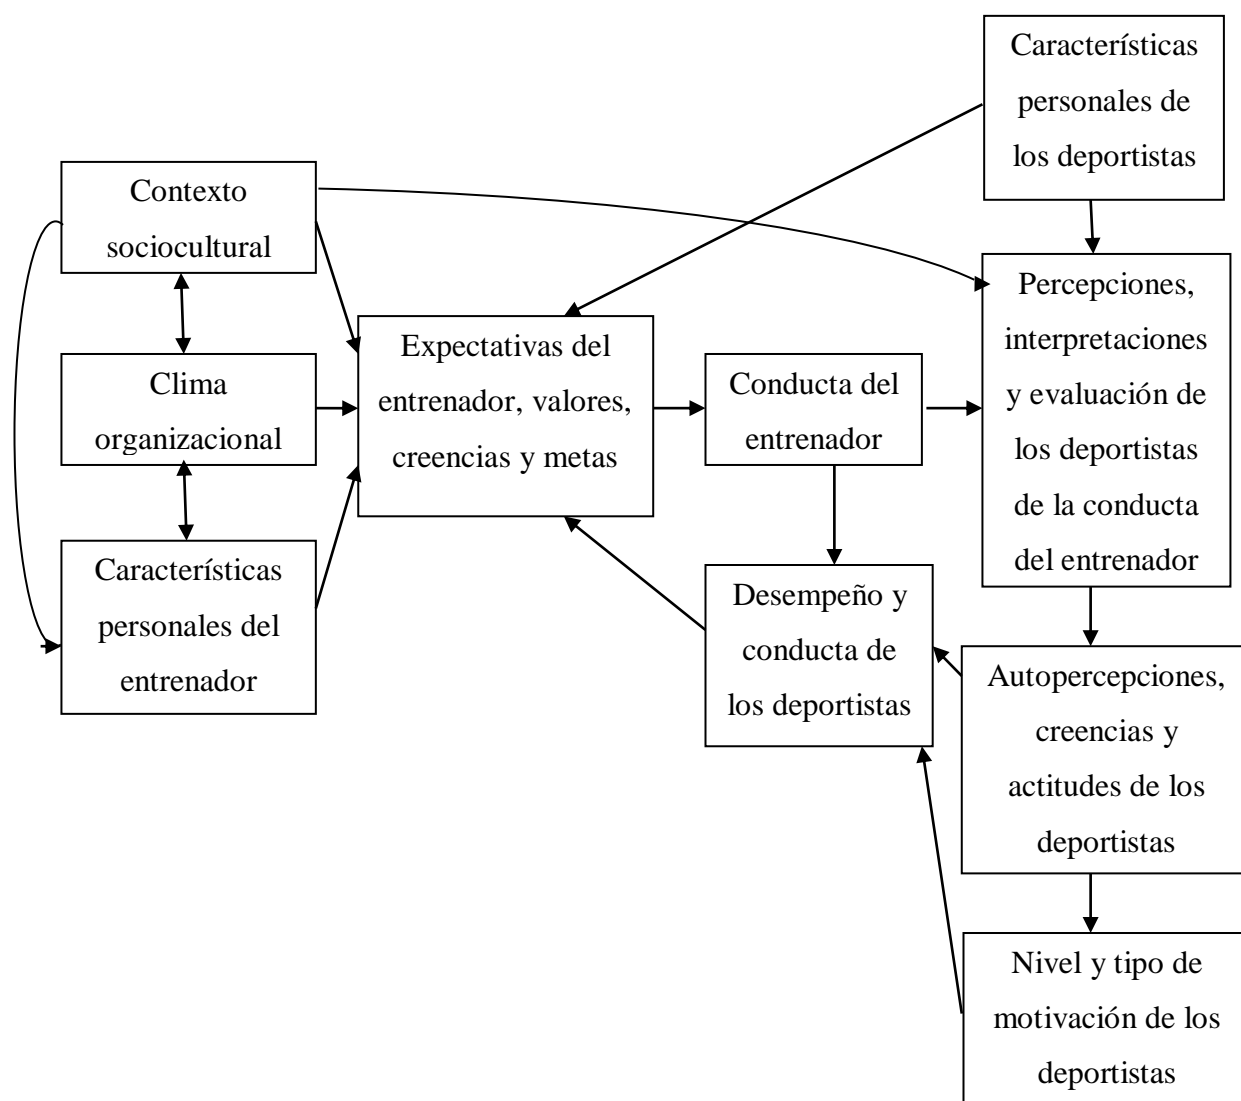 Características
personales de
los deportistas
Contexto
sociocultural
Percepciones,
interpretaciones
y evaluación de
los deportistas
de la conducta
del entrenador
Expectativas del
entrenador, valores,
creencias y metas
Clima
organizacional
Conducta del
entrenador
Características
personales del
entrenador
Desempeño y
conducta de
los deportistas
Autopercepciones,
creencias y
actitudes de los
deportistas
Nivel y tipo de
motivación de los
deportistas